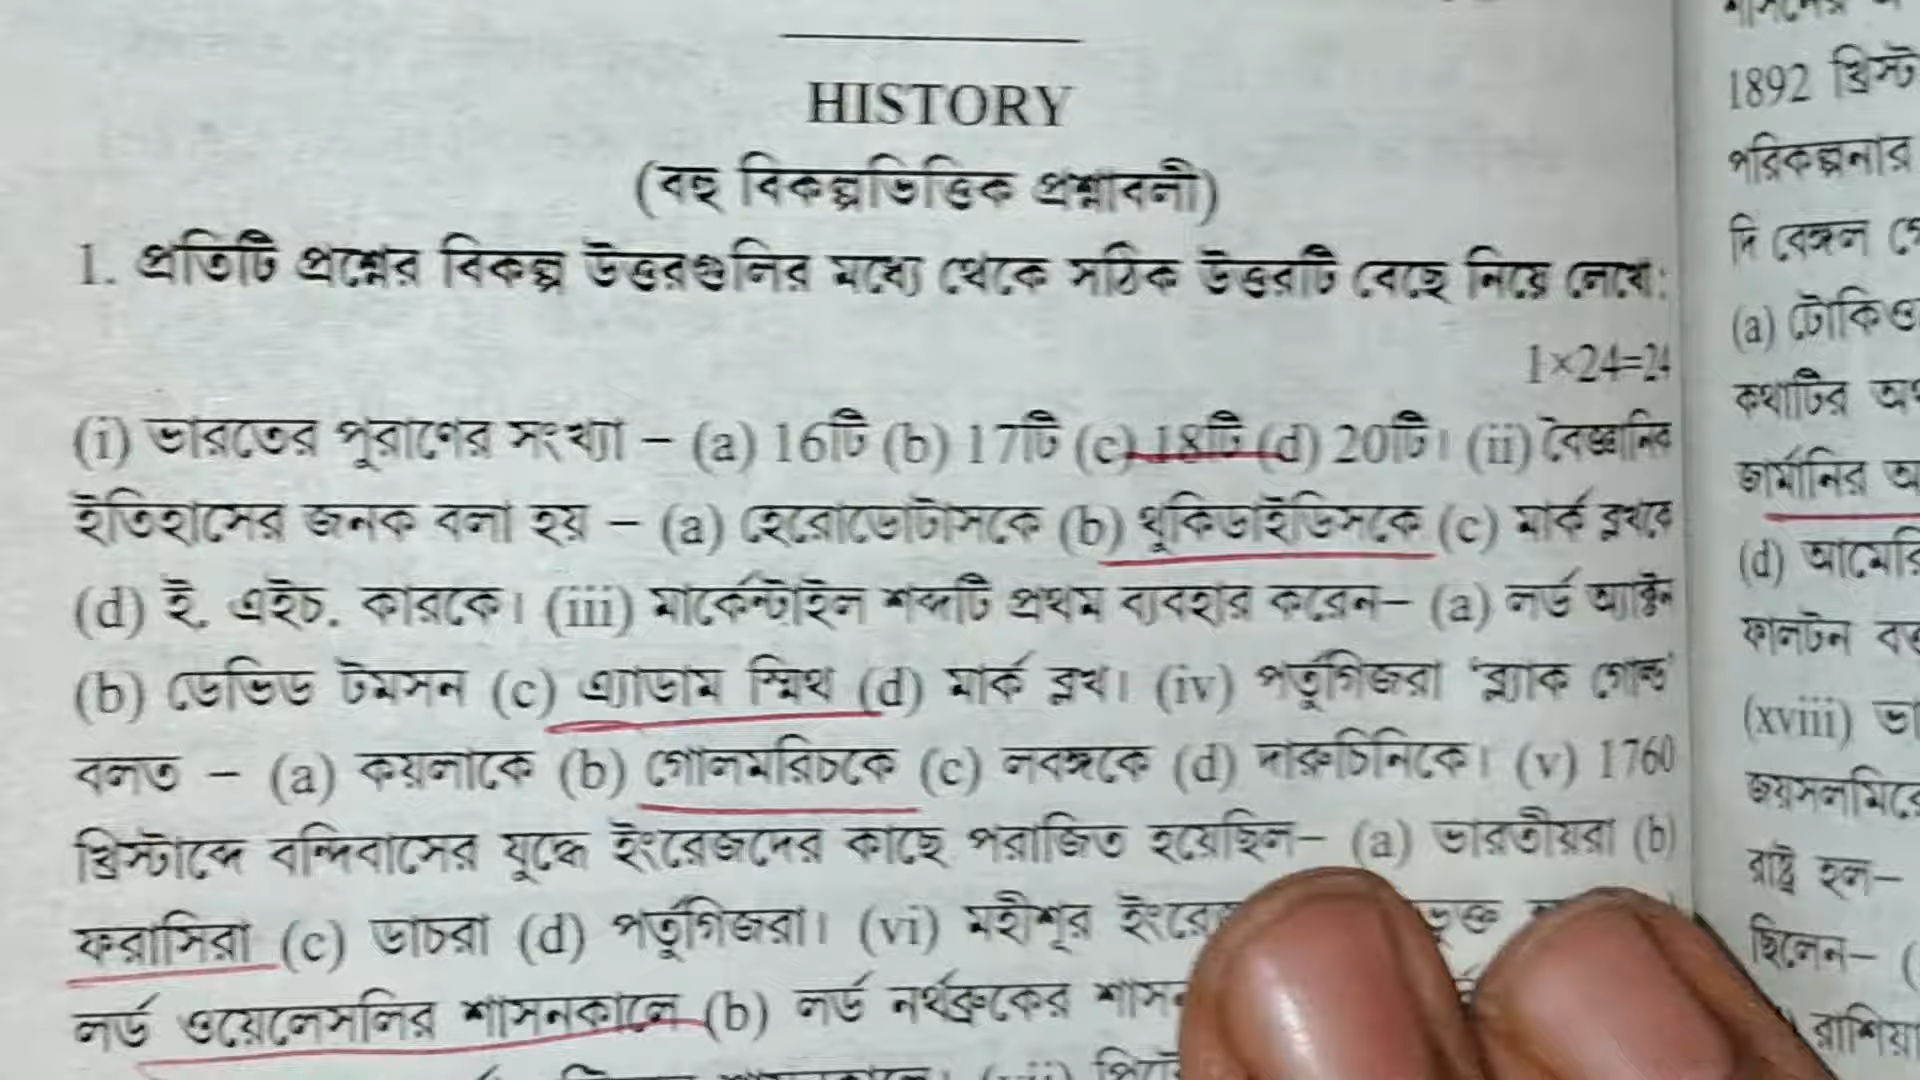 HISTORY
(বহু বিকল্পভিত্তিক প্রশ্নাবলী)
1. প্রতিটি প্রশ্নের বিকল্প উত্তরগুলির মধ্যে থেকে সঠিক উত্তরটি বেছে নিয়ে লেখো:
1×24=24
(i) ভারতের পুরাণের সংখ্যা – (a) 16টি (b) 17টি (c) 18টি (d) 20টি। (ii) বৈজ্ঞানিক
ইতিহাসের জনক বলা হয় – (a) হেরোডোটাসকে (b) থুকিডাইডিসকে (c) মার্ক ব্লখকে
(d) ই. এইচ. কারকে। (iii) মার্কেন্টাইল শব্দটি প্রথম ব্যবহার করেন– (a) লর্ড অ্যাক্টন
(b) ডেভিড টমসন (c) এ্যাডাম স্মিথ (d) মার্ক ব্লখ। (iv) পর্তুগিজরা 'ব্ল্যাক গোল্ড'
বলত – (a) কয়লাকে (b) গোলমরিচকে (c) লবঙ্গকে (d) দারুচিনিকে। (v) 1760
খ্রিস্টাব্দে বন্দিবাসের যুদ্ধে ইংরেজদের কাছে পরাজিত হয়েছিল– (a) ভারতীয়রা (b)
ফরাসিরা (c) ডাচরা (d) পর্তুগিজরা। (vi) মহীশূর
লর্ড ওয়েলেসলির শাসনকালে (b) লর্ড নর্থব্রুকের
1892
পরিকল্পনার
দি বেঙ্গল
(a)
কথাটির
জার্মানির
(d)
ফালটন
(xviii)
রাষ্ট্র হল–
ছিলেন– (